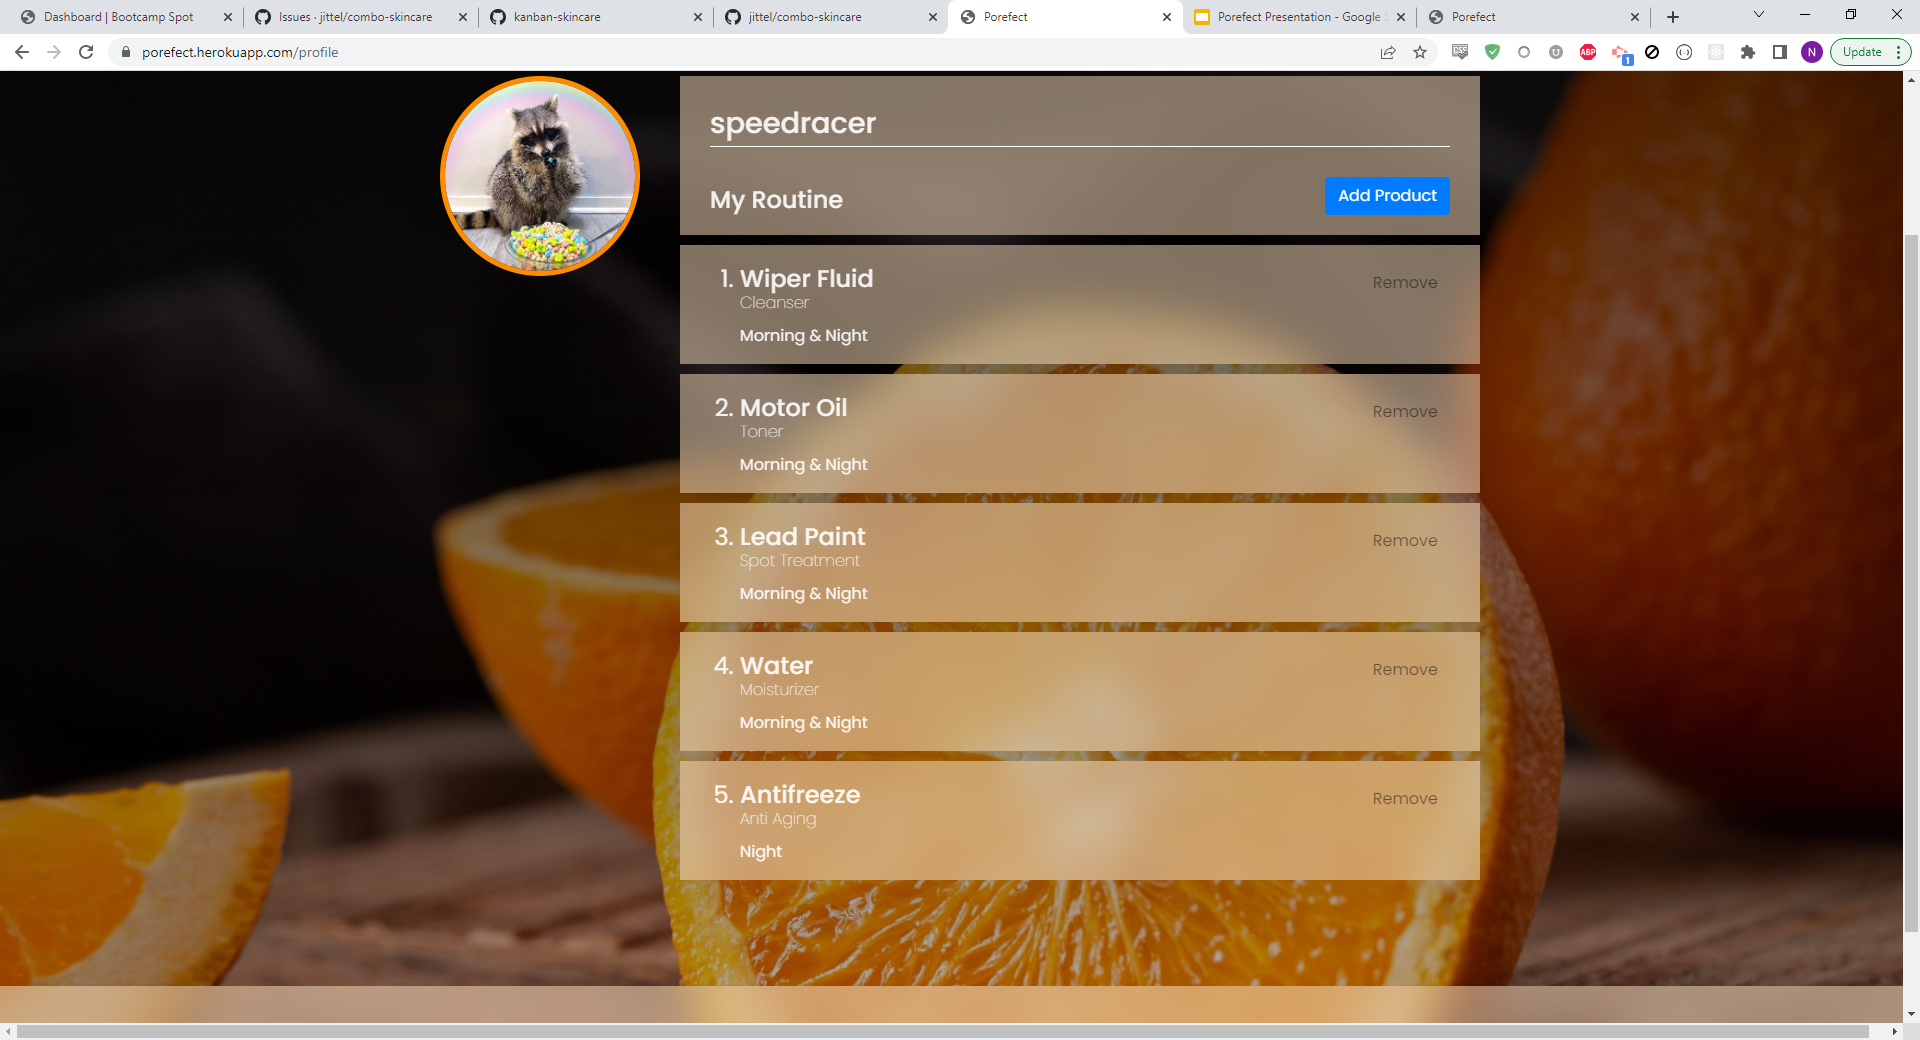 Dashboard | Bootcamp Spot
Issues · jittel/combo-skincare
kanban-skincare
jittel/combo-skincare
Porefect
Porefect Presentation - Google
Porefect
porefect.herokuapp.com/profile
CSS
ABP
1
N
Update
speedracer
My Routine
Add Product
1. Wiper Fluid
Remove
Cleanser
Morning & Night
2. Motor Oil
Remove
Toner
Morning & Night
3. Lead Paint
Remove
Spot Treatment
Morning & Night
4. Water
Remove
Moisturizer
Morning & Night
5. Antifreeze
Remove
Anti Aging
Night